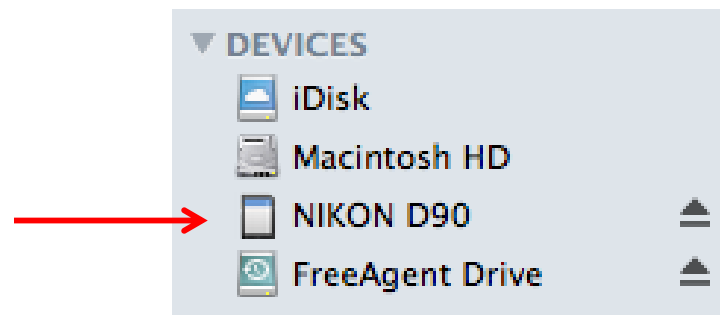 DEVICES
iDisk
Macintosh HD
NIKON D90
FreeAgent Drive